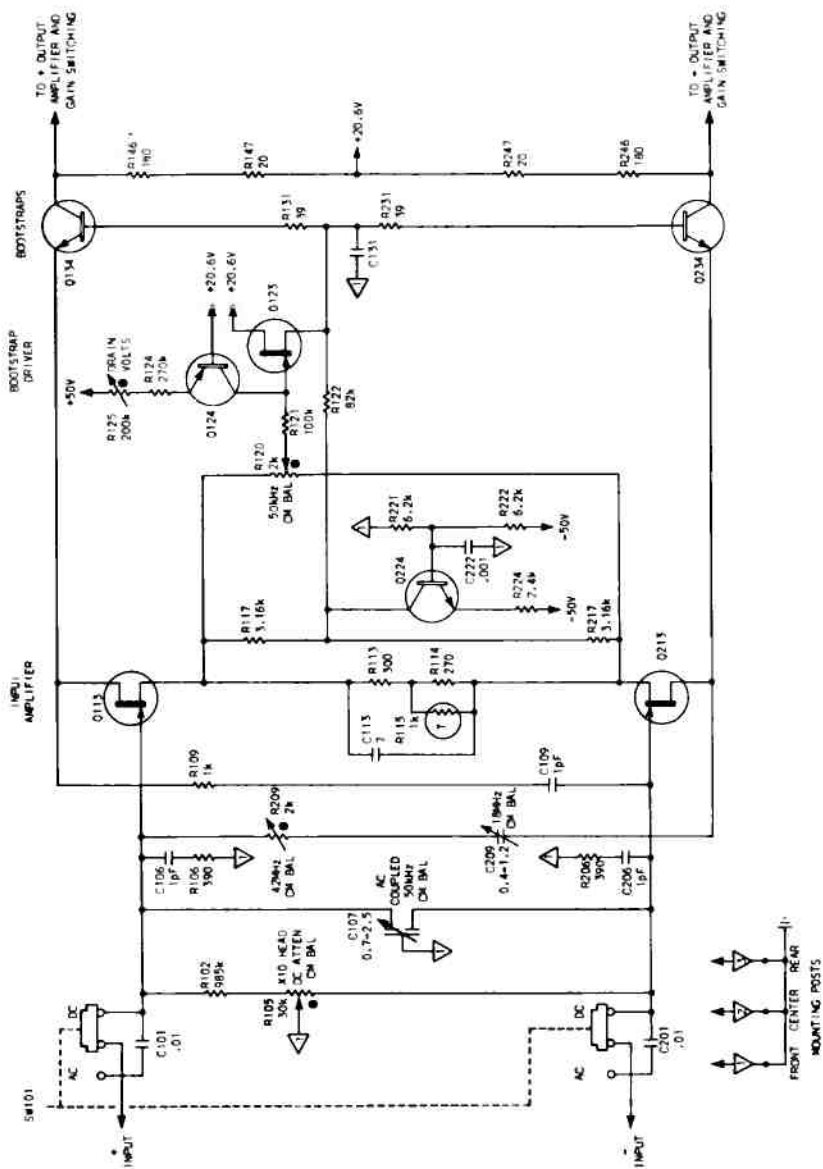 SW101
AC
DC
+
INPUT
C101
.01
R102
985k
R105
30k
X10 HEAD
DC ATTEN
CM BAL
-
INPUT
AC
DC
C201
.01
C106
1pF
R106
390
42MHz
CM BAL
R209
2k
AC
COUPLED
50kHz
CM BAL
C107
0.7-2.5
C209
0.4-1.2
18MHz
CM BAL
R206
390
C206
1pF
R109
1k
C109
1pF
INPUT
AMPLIFIER
Q113
C113
?
R113
300
R114
270
R115
1k
T
Q213
R117
3.16k
R217
3.16k
Q224
R221
6.2k
R222
6.2k
C222
.001
R224
2.4k
-50V
-50V
50kHz
CM BAL
R120
2k
R121
100k
R122
82k
BOOTSTRAP
DRIVER
+50V
R125
200k
DRAIN
VOLTS
R124
270k
Q124
+20.6V
+20.6V
Q123
BOOTSTRAPS
Q134
R131
39
R231
39
C131
Q234
R146
180
R147
20
+20.6V
R247
20
R246
180
TO + OUTPUT
AMPLIFIER AND
GAIN SWITCHING
TO - OUTPUT
AMPLIFIER AND
GAIN SWITCHING
FRONT CENTER REAR
MOUNTING POSTS